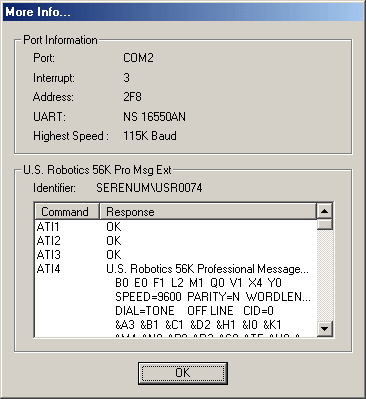 More Info...
Port Information
Port: COM2
Interrupt: 3
Address: 2F8
UART: NS 16550AN
Highest Speed : 115K Baud
U.S. Robotics 56K Pro Msg Ext
Identifier: SERENUM\USR0074
Command Response
ATI1 OK
ATI2 OK
ATI3 OK
ATI4 U.S. Robotics 56K Professional Message...
B0 E0 F1 L2 M1 Q0 V1 X4 Y0
SPEED=9600 PARITY=N WORDLEN...
DIAL=TONE OFF LINE CID=0
&A3 &B1 &C1 &D2 &H1 &I0 &K1
OK